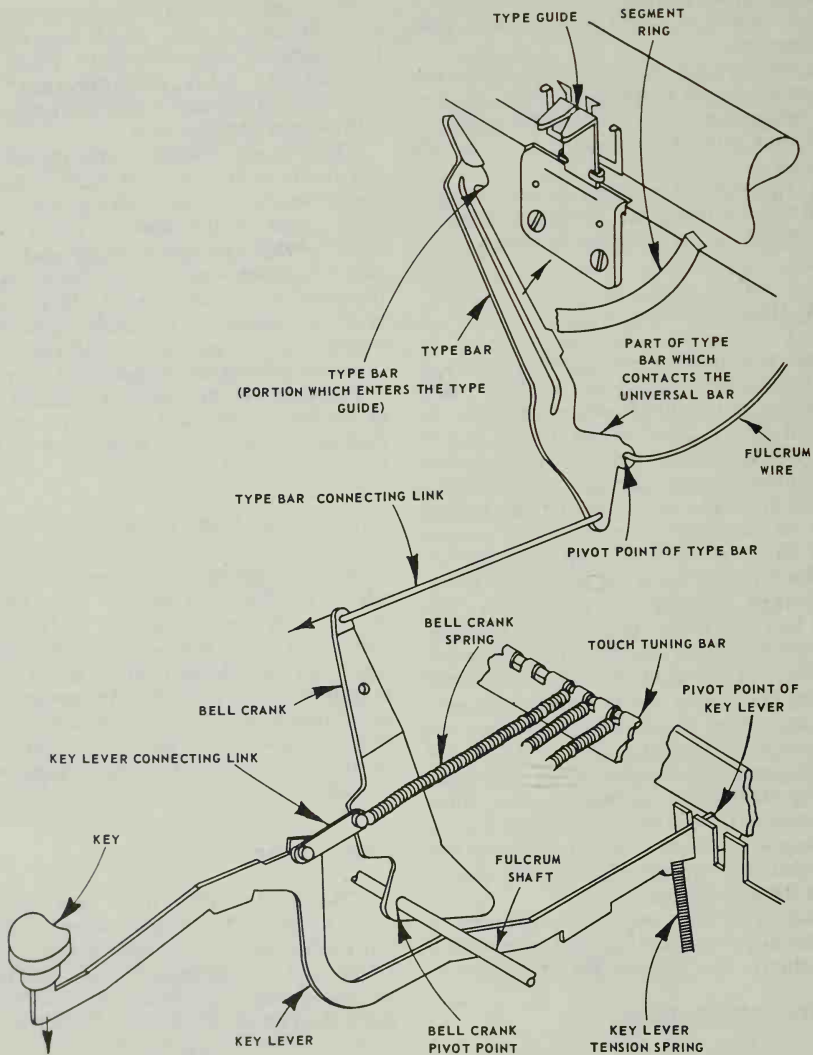 TYPE GUIDE
SEGMENT
RING
TYPE BAR
TYPE BAR
(PORTION WHICH ENTERS THE TYPE
GUIDE)
PART OF TYPE
BAR WHICH
CONTACTS THE
UNIVERSAL BAR
FULCRUM
WIRE
TYPE BAR CONNECTING LINK
PIVOT POINT OF TYPE BAR
BELL CRANK
SPRING
TOUCH TUNING BAR
PIVOT POINT OF
KEY LEVER
BELL CRANK
KEY LEVER CONNECTING LINK
KEY
FULCRUM
SHAFT
KEY LEVER
BELL CRANK
PIVOT POINT
KEY LEVER
TENSION SPRING